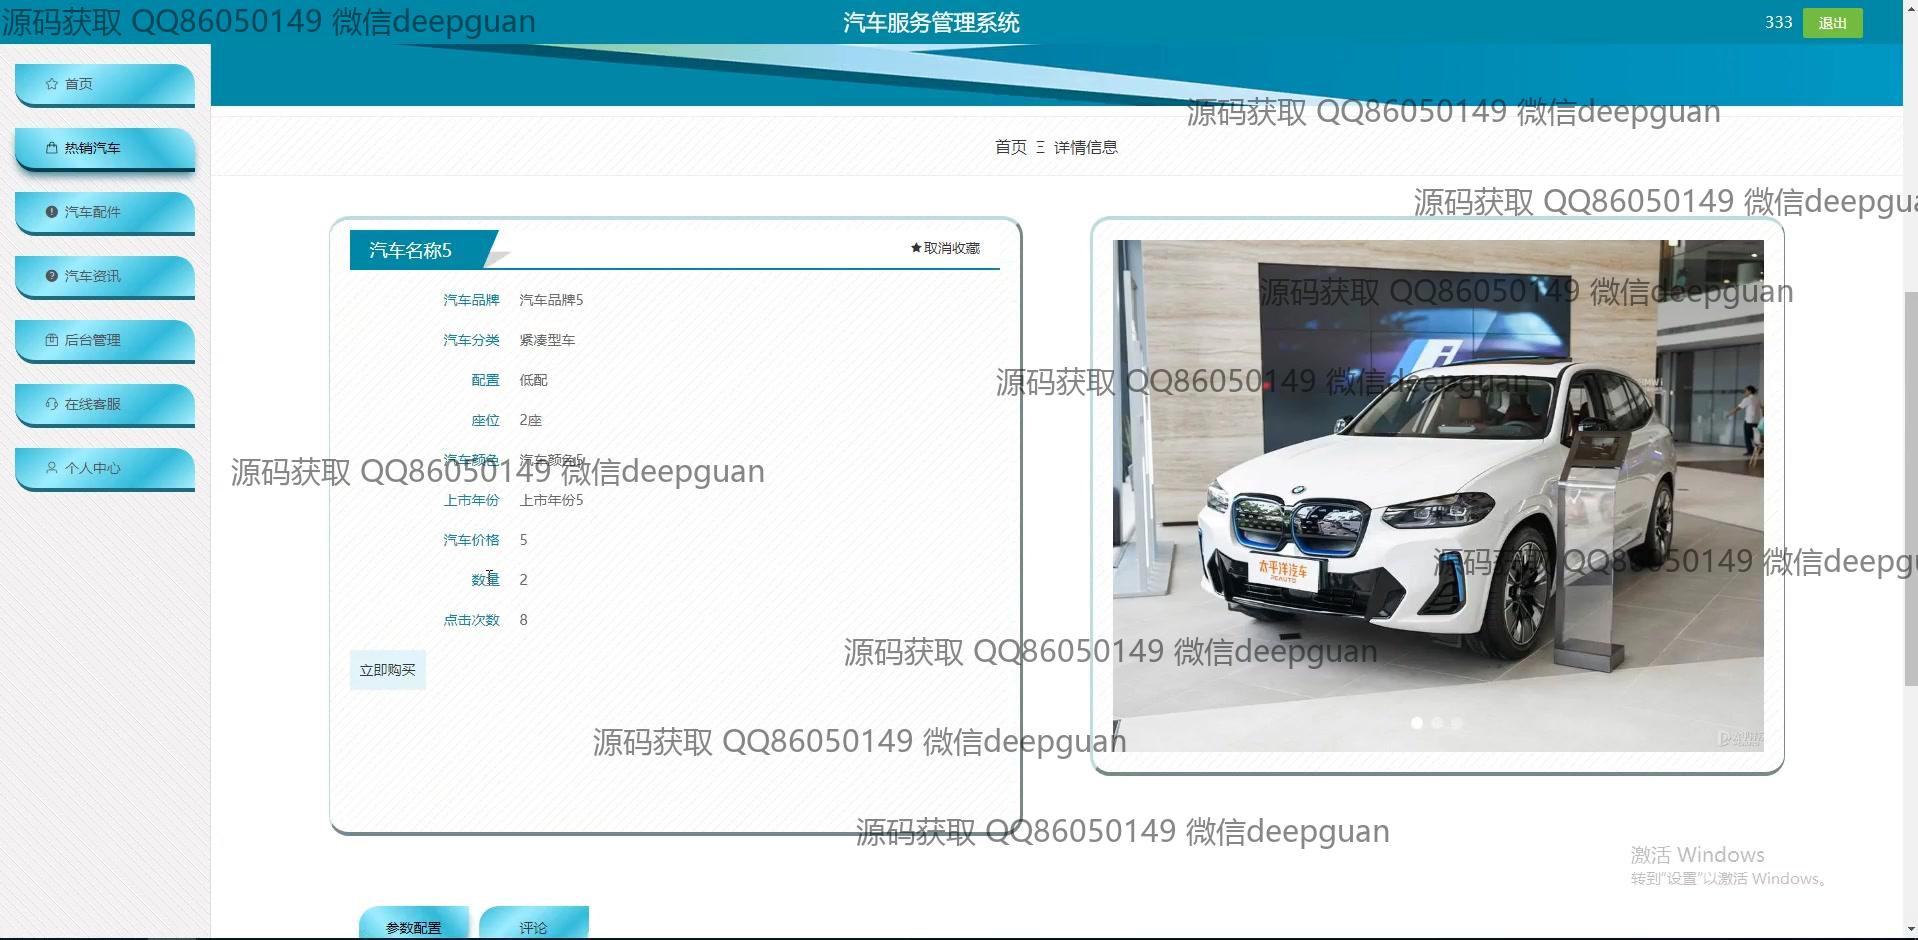 源码获取 QQ86050149 微信deepguan
汽车服务管理系统
333
退出
首页
热销汽车
汽车配件
汽车资讯
后台管理
在线客服
个人中心
源码获取 QQ86050149 微信deepguan
首页 Ξ 详情信息
源码获取 QQ86050149 微信deepgua
汽车名称5
★取消收藏
汽车品牌 汽车品牌5
汽车分类 紧凑型车
配置 低配
座位 2座
汽车颜色 汽车颜色5
上市年份 上市年份5
汽车价格 5
数量 2
点击次数 8
立即购买
源码获取 QQ86050149 微信deepguan
源码获取 QQ86050149 微信deepguan
源码获取 QQ86050149 微信deepguan
太平洋汽车
PCAUTO
源码获取 QQ86050149 微信deepg
源码获取 QQ86050149 微信deepguan
源码获取 QQ86050149 微信deepguan
源码获取 QQ86050149 微信deepguan
激活 Windows
转到“设置”以激活 Windows。
参数配置
评论